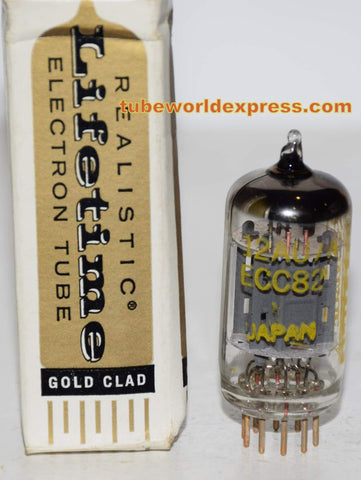 tubeworldexpress.com
REALISTIC®
Lifetime
ELECTRON TUBE
GOLD CLAD
12AU7A
ECC82
JAPAN